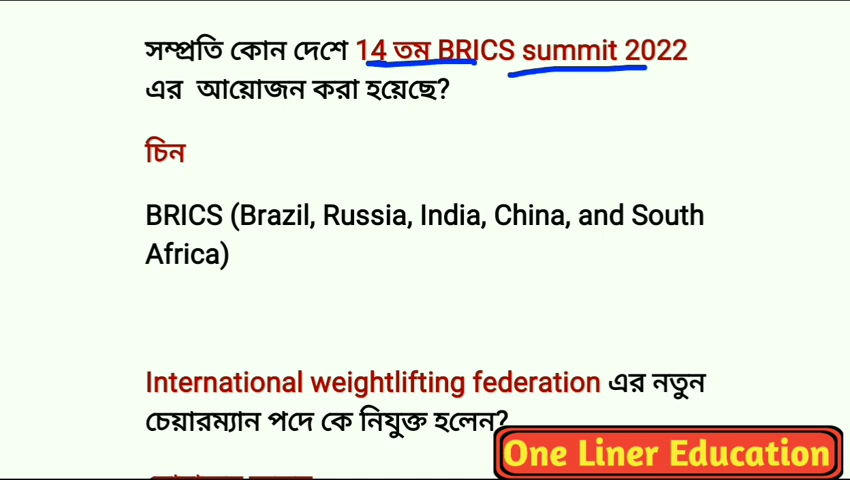 সম্প্রতি কোন দেশে 14 তম BRICS summit 2022
এর আয়োজন করা হয়েছে?
চিন
BRICS (Brazil, Russia, India, China, and South
Africa)
International weightlifting federation এর নতুন
চেয়ারম্যান পদে কে নিযুক্ত হলেন?
One Liner Education